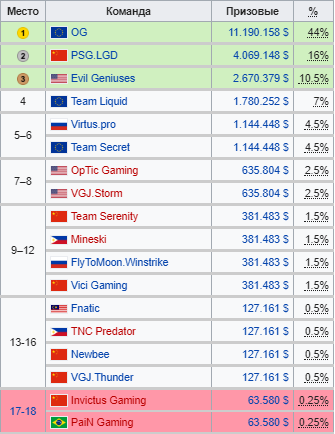 Место Команда Призовые %
1 OG 11.190.158 $ 44%
2 PSG.LGD 4.069.148 $ 16%
3 Evil Geniuses 2.670.379 $ 10.5%
4 Team Liquid 1.780.252 $ 7%
5–6 Virtus.pro 1.144.448 $ 4.5%
Team Secret 1.144.448 $ 4.5%
7–8 OpTic Gaming 635.804 $ 2.5%
VGJ.Storm 635.804 $ 2.5%
9–12 Team Serenity 381.483 $ 1.5%
Mineski 381.483 $ 1.5%
FlyToMoon.Winstrike 381.483 $ 1.5%
Vici Gaming 381.483 $ 1.5%
13-16 Fnatic 127.161 $ 0.5%
TNC Predator 127.161 $ 0.5%
Newbee 127.161 $ 0.5%
VGJ.Thunder 127.161 $ 0.5%
17-18 Invictus Gaming 63.580 $ 0.25%
PaiN Gaming 63.580 $ 0.25%